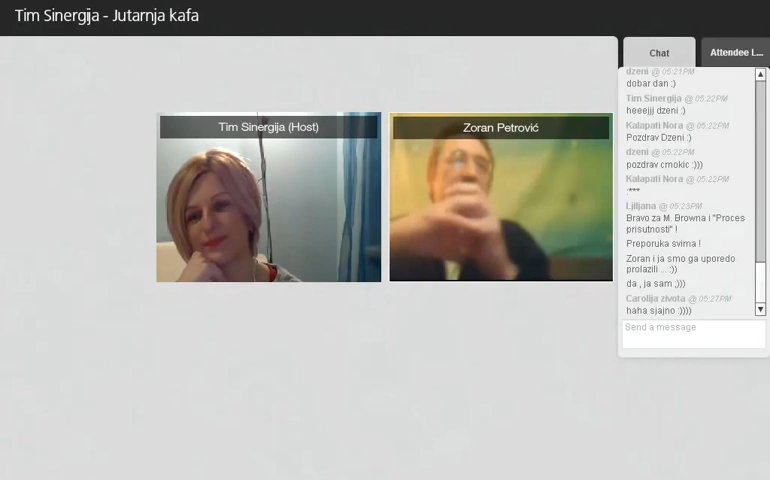 Tim Sinergija - Jutarnja kafa
Chat
Attendee L...
Tim Sinergija (Host)
Zoran Petrović
dzeni @ 05:21PM
dobar dan :)
Tim Sinergija @ 05:22PM
heeejjj dzeni :)
Kalapati Nora @ 05:22PM
Pozdrav Dzeni :)
dzeni @ 05:22PM
pozdrav cmokic :)))
Kalapati Nora @ 05:22PM
:***
Ljiljana @ 05:23PM
Bravo za M. Browna i "Proces
prisutnosti" !
Preporuka svima !
Zoran i ja smo ga uporedo
prolazili ... :))
da , ja sam ;)))
Carolija zivota @ 05:27PM
haha sjajno :))))
Send a message